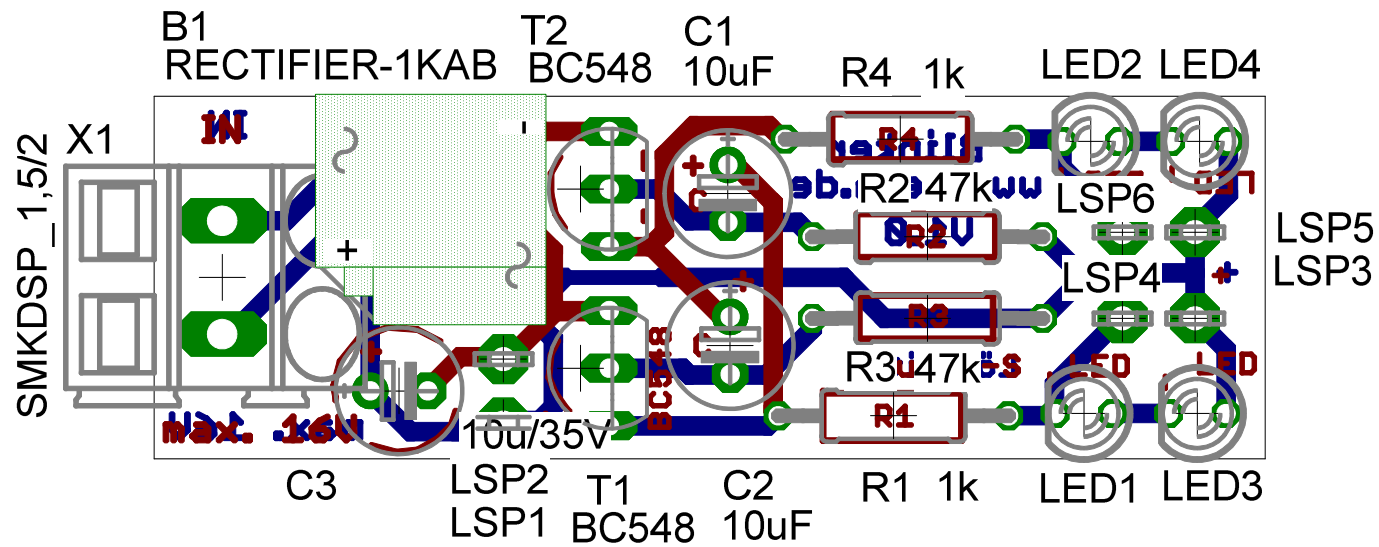 B1
RECTIFIER-1KAB
T2
BC548
C1
10uF
R4 1k
LED2 LED4
X1
SMKDSP_1,5/2
IN
-
+
R4
+
R2 47k
LSP6
R2
LSP5
LSP3
LSP4
+
R3
BC548
R3 47k
LED
LED
max. 16V
10u/35V
R1
C3
LSP2
LSP1
T1
BC548
C2
10uF
R1 1k
LED1 LED3